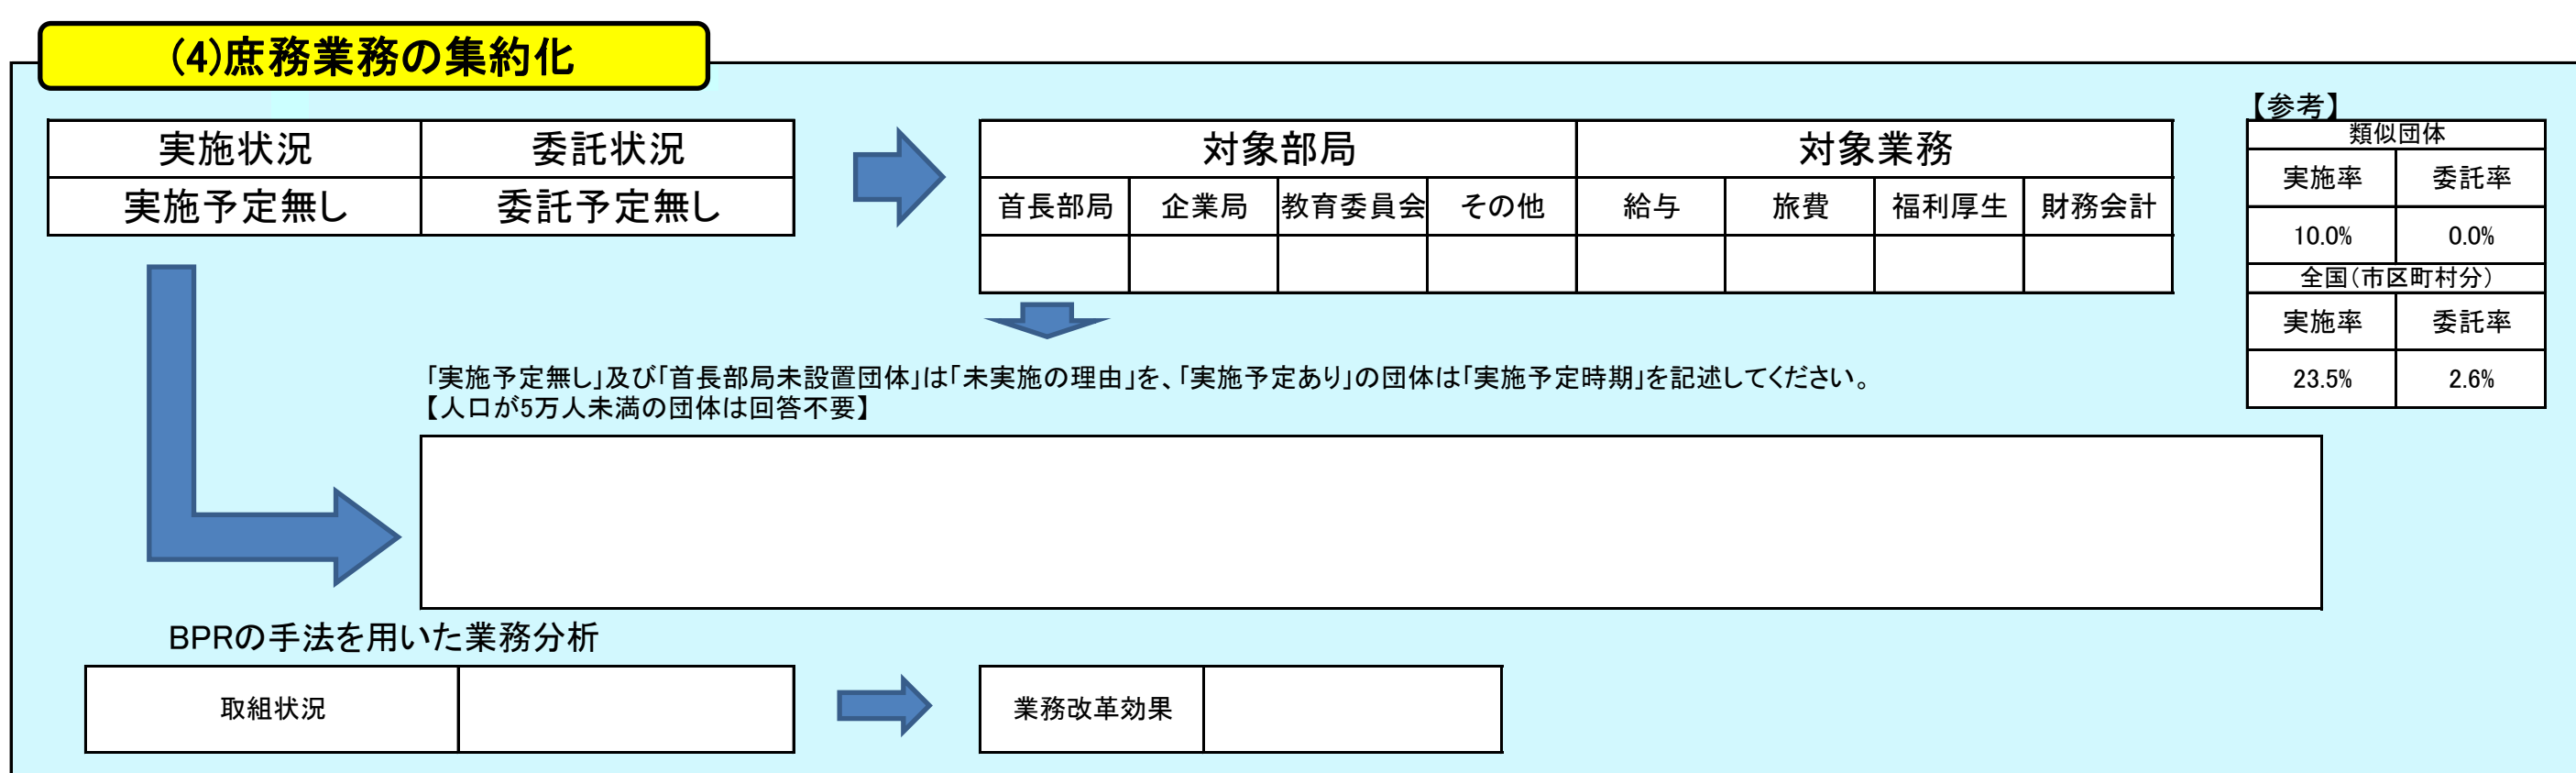 (4)庶務業務の集約化
実施状況 委託状況
実施予定無し 委託予定無し
対象部局 対象業務
首長部局 企業局 教育委員会 その他 給与 旅費 福利厚生 財務会計
【参考】
類似団体
実施率 委託率
10.0% 0.0%
全国(市区町村分)
実施率 委託率
23.5% 2.6%
「実施予定無し」及び「首長部局未設置団体」は「未実施の理由」を、「実施予定あり」の団体は「実施予定時期」を記述してください。
【人口が5万人未満の団体は回答不要】
BPRの手法を用いた業務分析
取組状況
業務改革効果